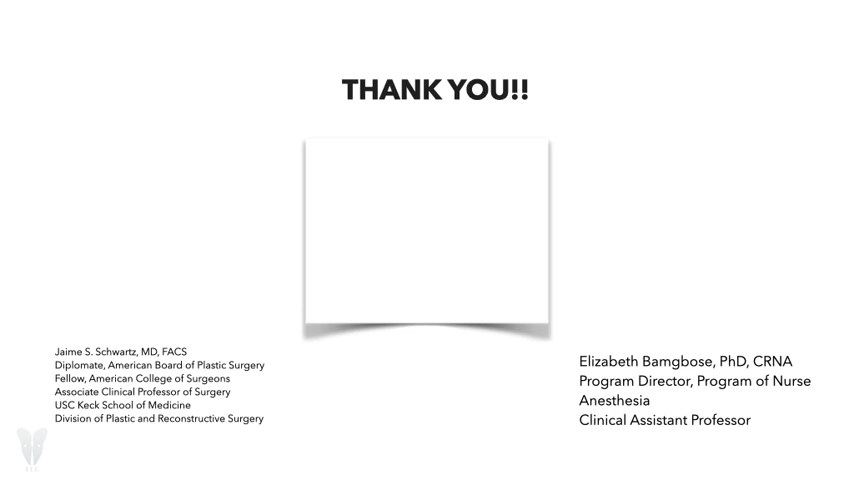 THANK YOU!!
Jaime S. Schwartz, MD, FACS
Diplomate, American Board of Plastic Surgery
Fellow, American College of Surgeons
Associate Clinical Professor of Surgery
USC Keck School of Medicine
Division of Plastic and Reconstructive Surgery
Elizabeth Bamgbose, PhD, CRNA
Program Director, Program of Nurse
Anesthesia
Clinical Assistant Professor
TLC